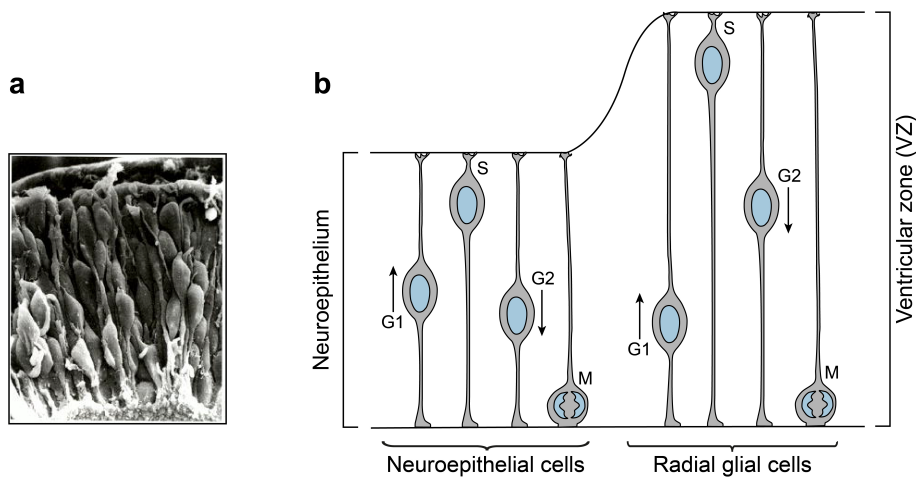 a
b
Neuroepithelium
G1
S
G2
M
Neuroepithelial cells
G1
S
G2
M
Radial glial cells
Ventricular zone (VZ)